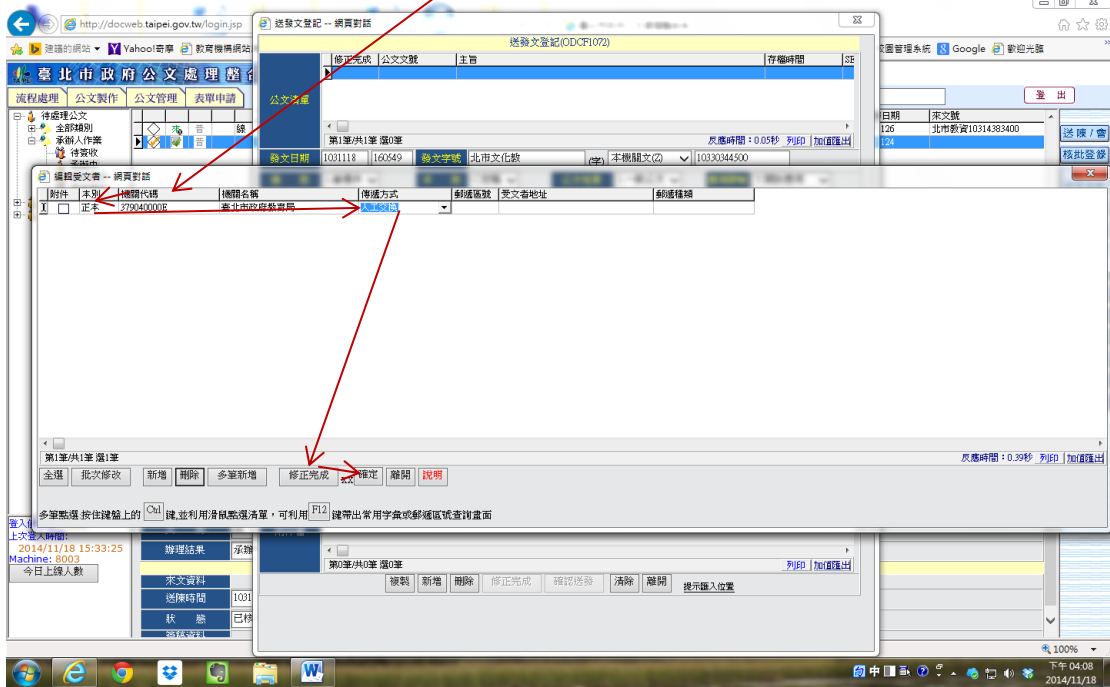 http://docweb.taipei.gov.tw/login.jsp
送發文登記 -- 網頁對話
建議的網站 Yahoo!奇摩 教育機構網站
Google 歡迎光臨
送發文登記(ODCF1072)
臺北市政府公文處理整合
流程處理 公文製作 公文管理 表單申請
登 出
修正完成 公文文號 主旨 存檔時間
公文清單
待處理公文
全部類別
承辦人作業
待簽收
線
普
日期 來文號
126 北市教資10314383400
124
送陳/會
核批登錄
第1筆/共1筆 選0筆 反應時間:0.05秒 列印 加值匯出
發文日期 1031118 160549 發文字號 北市文化數 (字) 本機關文(Z) 10330344500
編輯受文者 -- 網頁對話
附件 本別 機關代碼 機關名稱 傳遞方式 郵遞區號 受文者地址 郵遞種類
正本 379040000E 臺北市政府教育局 人工交換
第1筆/共1筆 選1筆 反應時間:0.39秒 列印 加值匯出
全選 批次修改 新增 刪除 多筆新增 修正完成 確定 離開 說明
多筆點選:按住鍵盤上的 Ctrl 鍵,並利用滑鼠點選清單,可利用 F12 鍵帶出常用字彙或郵遞區號查詢畫面
上次登入時間:
2014/11/18 15:33:25
Machine: 8003
今日上線人數
辦理結果 承辦
來文資料
送陳時間 1031
狀 態 已核
第0筆/共0筆 選0筆 列印 加值匯出
複製 新增 刪除 修正完成 確認送發 清除 離開 提示匯入位置
100%
中
下午 04:08
2014/11/18